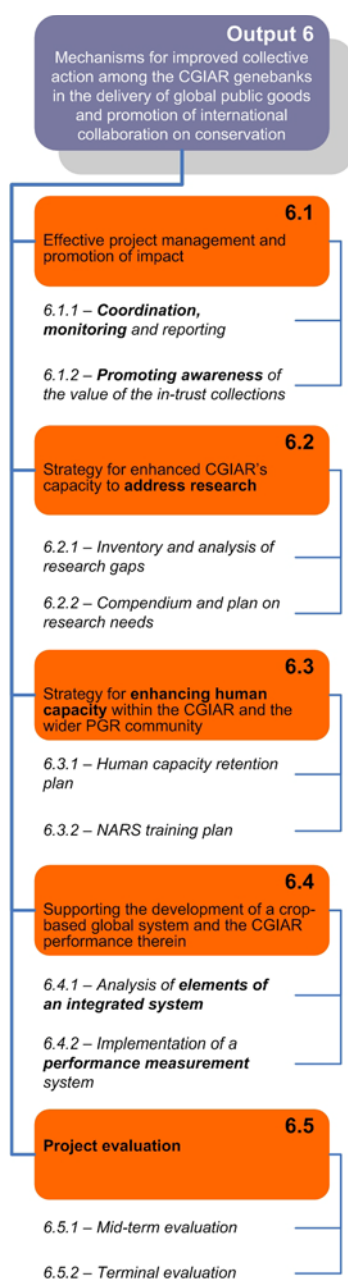 Output 6
Mechanisms for improved collective
action among the CGIAR genebanks
in the delivery of global public goods
and promotion of international
collaboration on conservation
6.1
Effective project management and
promotion of impact
6.1.1 – Coordination,
monitoring and reporting
6.1.2 – Promoting awareness of
the value of the in-trust collections
6.2
Strategy for enhanced CGIAR's
capacity to address research
6.2.1 – Inventory and analysis of
research gaps
6.2.2 – Compendium and plan on
research needs
6.3
Strategy for enhancing human
capacity within the CGIAR and the
wider PGR community
6.3.1 – Human capacity retention
plan
6.3.2 – NARS training plan
6.4
Supporting the development of a crop-
based global system and the CGIAR
performance therein
6.4.1 – Analysis of elements of
an integrated system
6.4.2 – Implementation of a
performance measurement
system
6.5
Project evaluation
6.5.1 – Mid-term evaluation
6.5.2 – Terminal evaluation